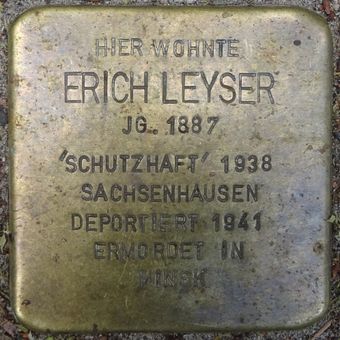 HIER WOHNTE
ERICH LEYSER
JG. 1887
'SCHUTZHAFT' 1938
SACHSENHAUSEN
DEPORTIERT 1941
ERMORDET IN
MINSK